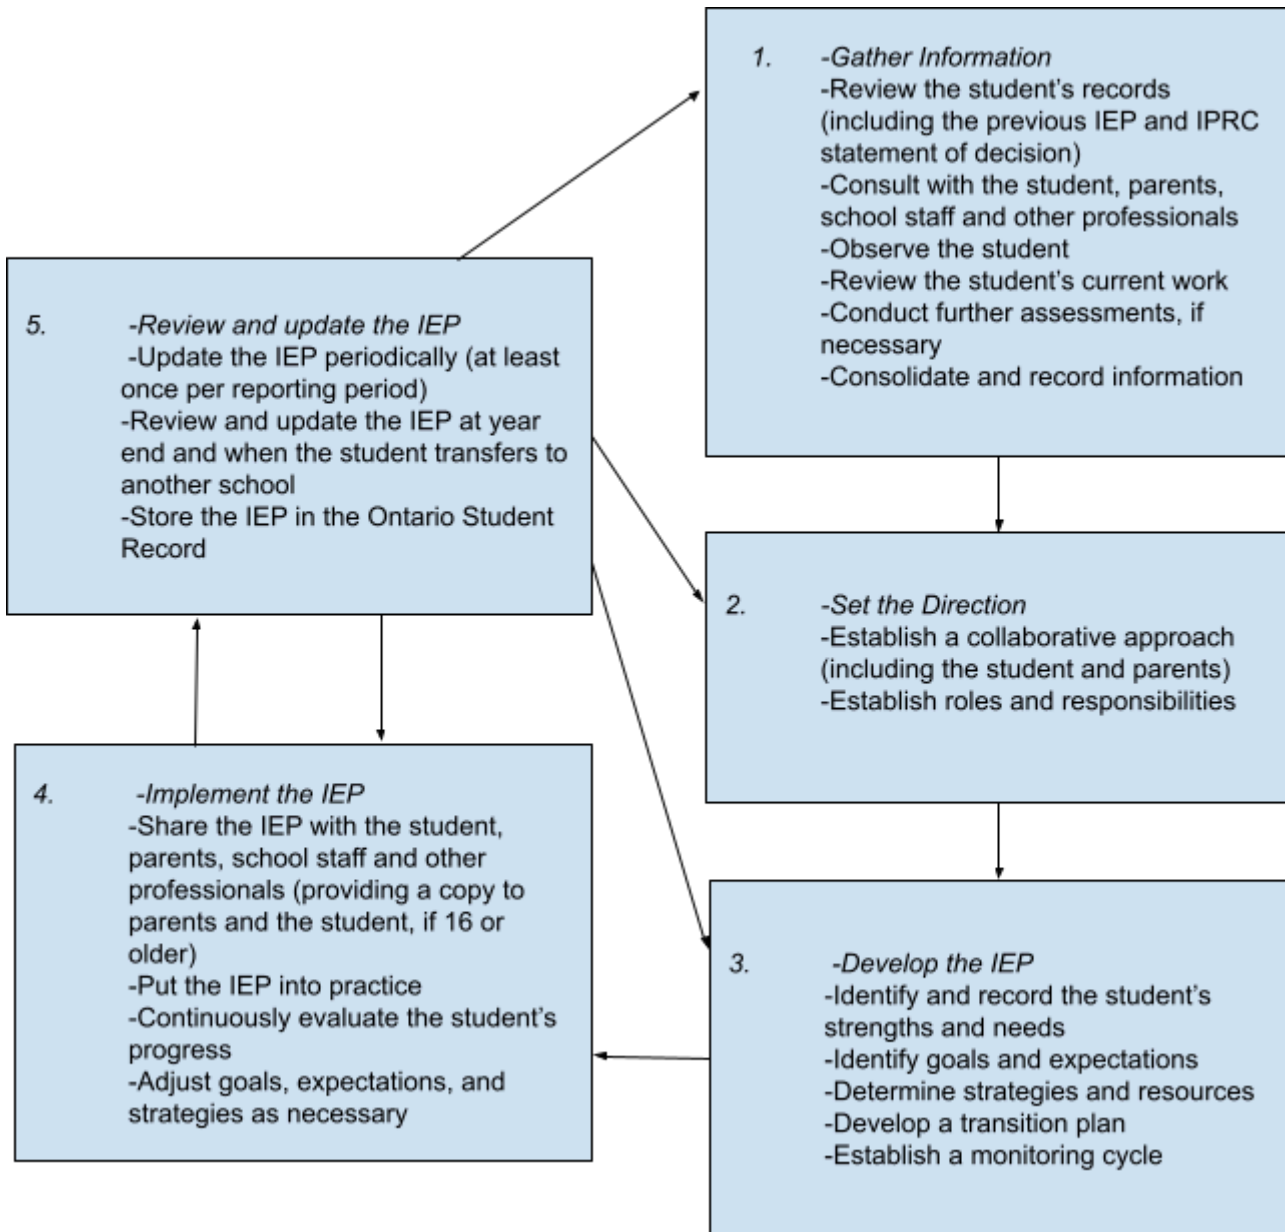 1. -Gather Information
-Review the student's records
(including the previous IEP and IPRC
statement of decision)
-Consult with the student, parents,
school staff and other professionals
-Observe the student
-Review the student's current work
-Conduct further assessments, if
necessary
-Consolidate and record information
2. -Set the Direction
-Establish a collaborative approach
(including the student and parents)
-Establish roles and responsibilities
3. -Develop the IEP
-Identify and record the student's
strengths and needs
-Identify goals and expectations
-Determine strategies and resources
-Develop a transition plan
-Establish a monitoring cycle
4. -Implement the IEP
-Share the IEP with the student,
parents, school staff and other
professionals (providing a copy to
parents and the student, if 16 or
older)
-Put the IEP into practice
-Continuously evaluate the student's
progress
-Adjust goals, expectations, and
strategies as necessary
5. -Review and update the IEP
-Update the IEP periodically (at least
once per reporting period)
-Review and update the IEP at year
end and when the student transfers to
another school
-Store the IEP in the Ontario Student
Record